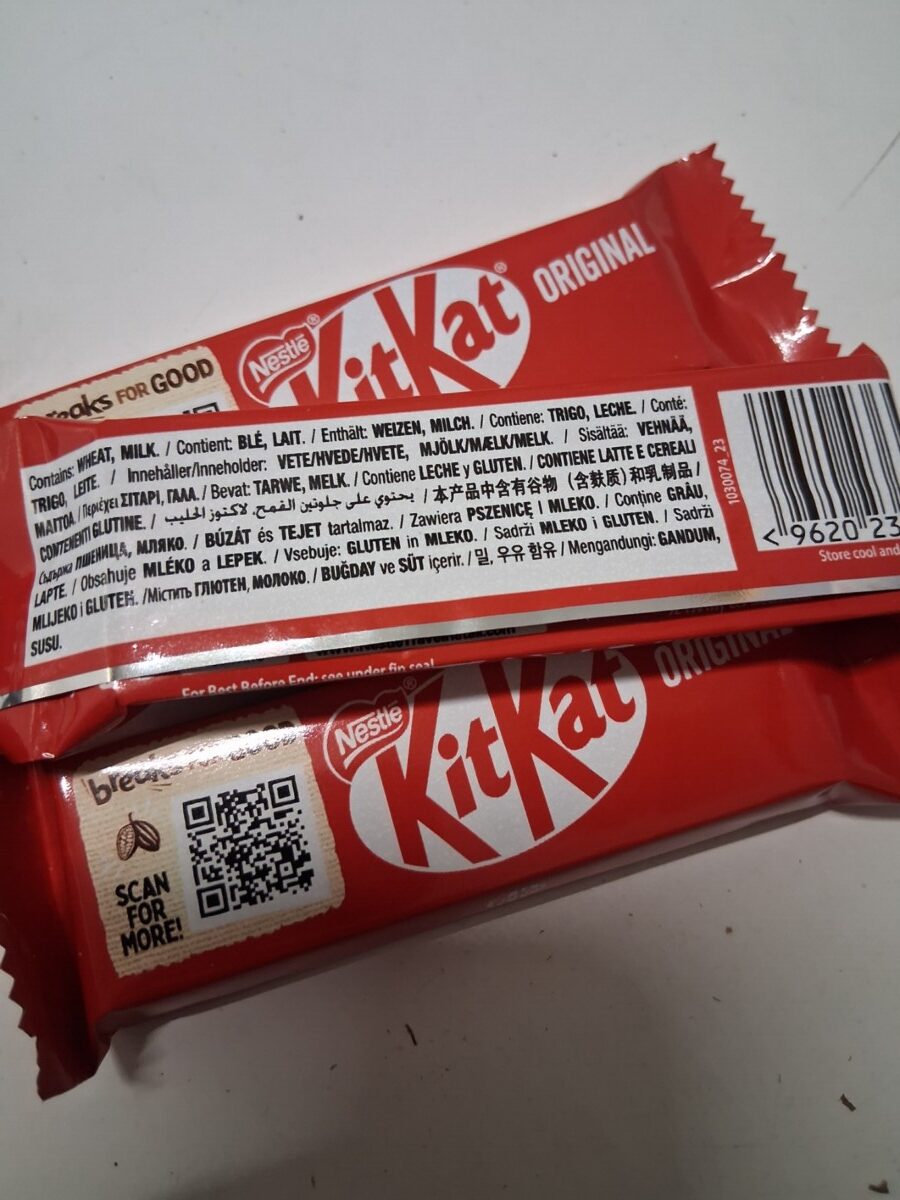 breaks FOR GOOD
Nestlé®
KitKat®
ORIGINAL
Contains: WHEAT, MILK. / Contient: BLÉ, LAIT. / Enthält: WEIZEN, MILCH. / Contiene: TRIGO, LECHE. / Conté:
TRIGO, LEITE. / Innehåller/Inneholder: VETE/HVEDE/HVETE, MJÖLK/MÆLK/MELK. / Sisältää: VEHNÄÄ,
MAITOA. / Περιέχει ΣΙΤΑΡΙ, ΓΑΛΑ. / Bevat: TARWE, MELK. / Contiene LECHE y GLUTEN. / CONTIENE LATTE E CEREALI
CONTENENTI GLUTINE. / يحتوي على جلوتين القمح، لاكتوز الحليب / 本产品中含有谷物 (含麸质) 和乳制品 /
Съдържа ПШЕНИЦА, МЛЯКО. / BÚZÁT és TEJET tartalmaz. / Zawiera PSZENICĘ I MLEKO. / Conţine GRÂU,
LAPTE. / Obsahuje MLÉKO a LEPEK. / Vsebuje: GLUTEN in MLEKO. / Sadrži MLEKO i GLUTEN. / Sadrži
MLIJEKO i GLUTEN. /Містить ГЛЮТЕН, МОЛОКО. / BUĞDAY ve SÜT içerir. / 밀, 우유 함유 / Mengandungi: GANDUM,
SUSU.
1030074_23
< 9620 23
Store cool and
For Best Before End: see under fin seal
breaks FOR GOOD
SCAN
FOR
MORE!
Nestlé®
KitKat
ORIGINAL